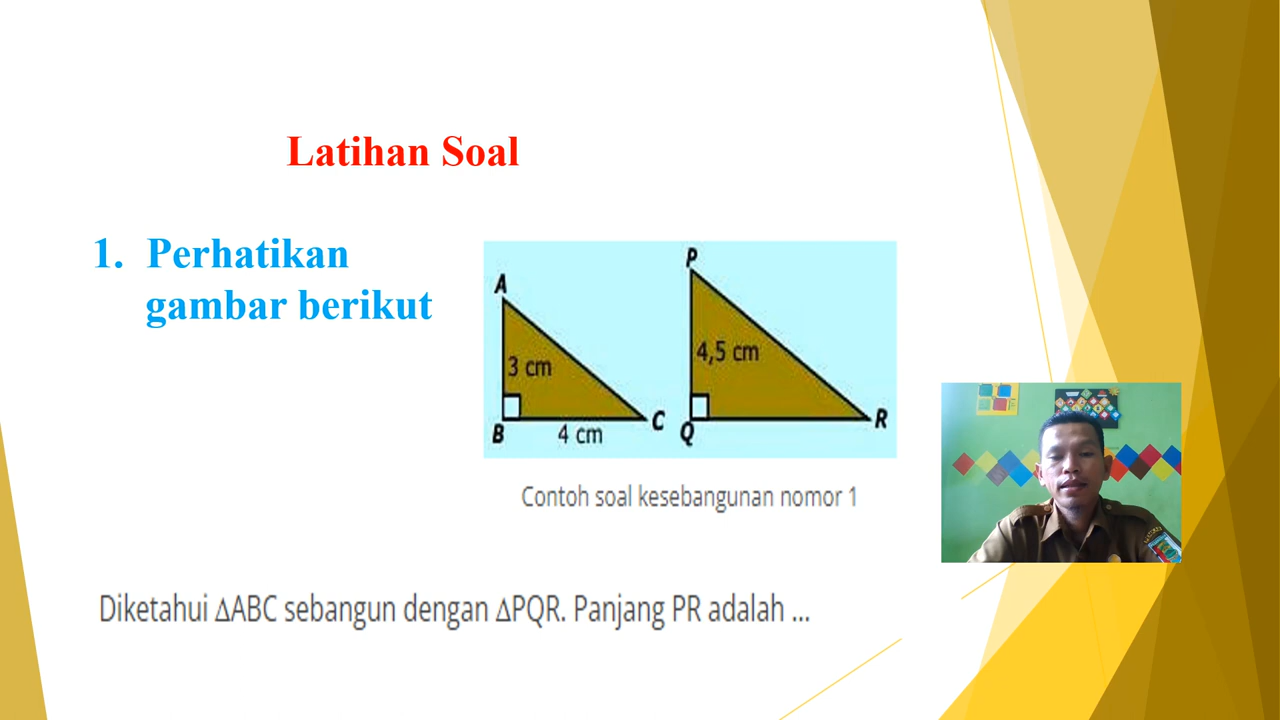 Latihan Soal
1. Perhatikan
gambar berikut
P
A
4,5 cm
3 cm
B
4 cm
C
Q
R
Contoh soal kesebangunan nomor 1
Diketahui ΔABC sebangun dengan ΔPQR. Panjang PR adalah ...